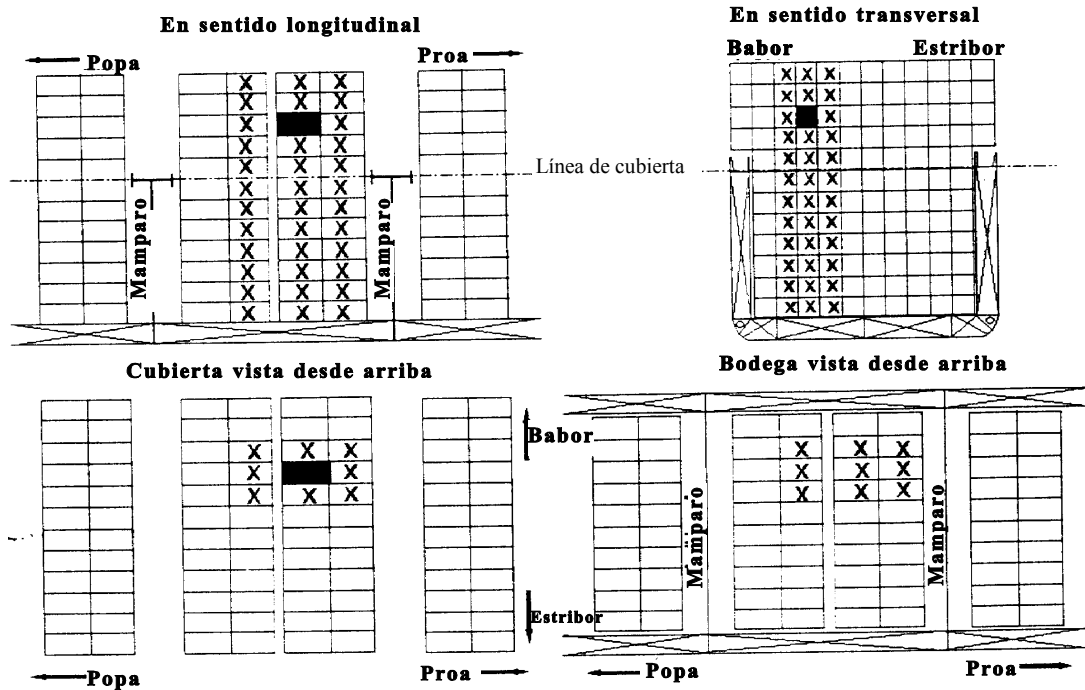 En sentido longitudinal
Popa
Proa
X X X
X X X
X
X X X
X X X
X X X
X X X
X X X
X X X
X X X
X X X
X X X
Mamparo
Mamparo
Línea de cubierta
En sentido transversal
Babor
Estribor
X X X
X X X
X X
X X X
X X X
X X X
X X X
X X X
X X X
X X X
X X X
X X X
Cubierta vista desde arriba
X X X
X X
X X X
Babor
Estribor
Popa
Proa
Bodega vista desde arriba
X X X
X X X
X X X
Mamparo
Mamparo
Popa
Proa